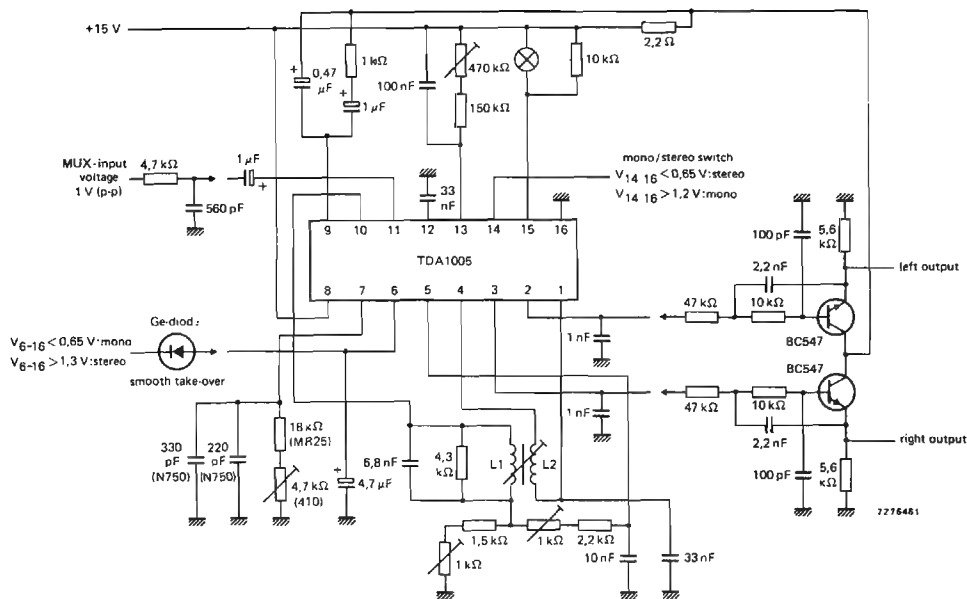 +15 V
0,47
µF
1 kΩ
1 µF
100 nF
470 kΩ
150 kΩ
10 kΩ
2,2 Ω
MUX-input
voltage
1 V (p-p)
4,7 kΩ
560 pF
1 µF
33
nF
mono/stereo switch
V14-16 <0,65 V:stereo
V14-16 >1,2 V:mono
9 10 11 12 13 14 15 16
TDA1005
8 7 6 5 4 3 2 1
100 pF
5,6
kΩ
left output
2,2 nF
47 kΩ
10 kΩ
BC547
1 nF
Ge-diode
V6-16 <0,65 V:mono
V6-16 >1,3 V:stereo
smooth take-over
BC547
47 kΩ
10 kΩ
2,2 nF
1 nF
right output
100 pF
5,6
kΩ
330
pF
(N750)
220
pF
(N750)
18 kΩ
(MR25)
4,7 kΩ
(410)
4,7 µF
6,8 nF
4,3
kΩ
L1
L2
1,5 kΩ
1 kΩ
1 kΩ
2,2 kΩ
10 nF
33 nF
7276461